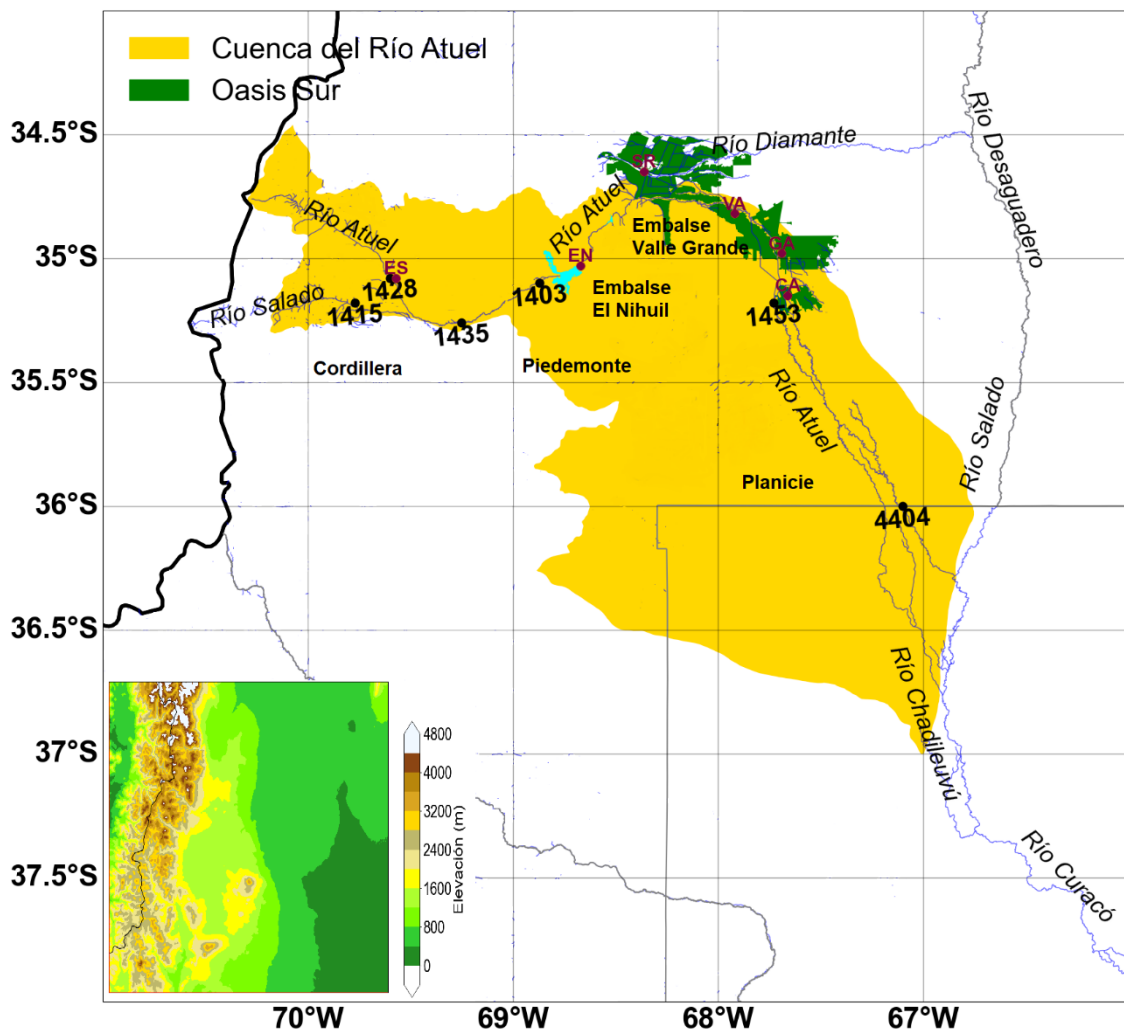 Cuenca del Río Atuel
Oasis Sur
34.5°S
35°S
35.5°S
36°S
36.5°S
37°S
37.5°S
70°W
69°W
68°W
67°W
Río Diamante
Río Desaguadero
SR
Río Atuel
Río Atuel
VA
Embalse
Valle Grande
GA
EN
ES
1428
Embalse
El Nihuil
CA
1403
1453
Río Salado
1415
1435
Cordillera
Piedemonte
Río Atuel
Río Salado
Planicie
4404
Río Chadileuvú
Río Curacó
4800
4000
3200
2400
1600
800
0
Elevación (m)